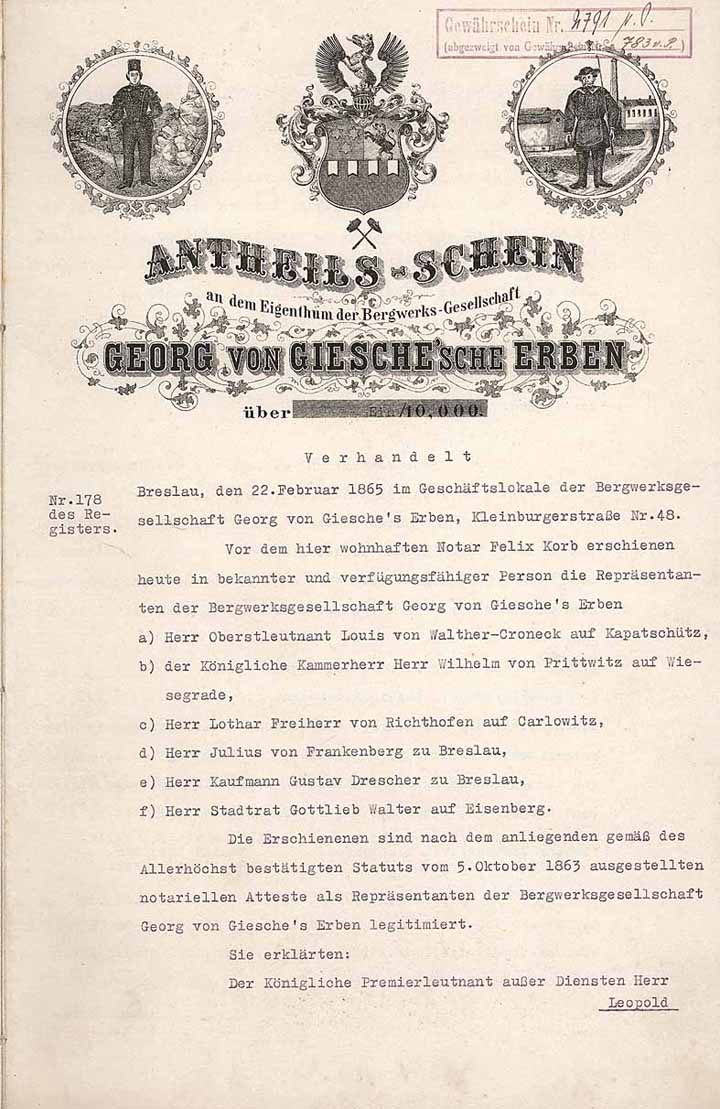 Gewährschein Nr. 2791 n. P.
(abgezweigt von Gewährschein Nr. 783 n. P.)
ANTHEILS-SCHEIN
an dem Eigenthum der Bergwerks-Gesellschaft
GEORG VON GIESCHE'SCHE ERBEN
über Ein/10,000.
Verhandelt
Nr.178
des Re-
gisters.
Breslau, den 22.Februar 1865 im Geschäftslokale der Bergwerksge-
sellschaft Georg von Giesche's Erben, Kleinburgerstraße Nr.48.
Vor dem hier wohnhaften Notar Felix Korb erschienen
heute in bekannter und verfügungsfähiger Person die Repräsentan-
ten der Bergwerksgesellschaft Georg von Giesche's Erben
a) Herr Oberstleutnant Louis von Walther-Croneck auf Kapatschütz,
b) der Königliche Kammerherr Herr Wilhelm von Prittwitz auf Wie-
segrade,
c) Herr Lothar Freiherr von Richthofen auf Carlowitz,
d) Herr Julius von Frankenberg zu Breslau,
e) Herr Kaufmann Gustav Drescher zu Breslau,
f) Herr Stadtrat Gottlieb Walter auf Eisenberg.
Die Erschienenen sind nach dem anliegenden gemäß des
Allerhöchst bestätigten Statuts vom 5.Oktober 1863 ausgestellten
notariellen Atteste als Repräsentanten der Bergwerksgesellschaft
Georg von Giesche's Erben legitimiert.
Sie erklärten:
Der Königliche Premierleutnant außer Diensten Herr
Leopold